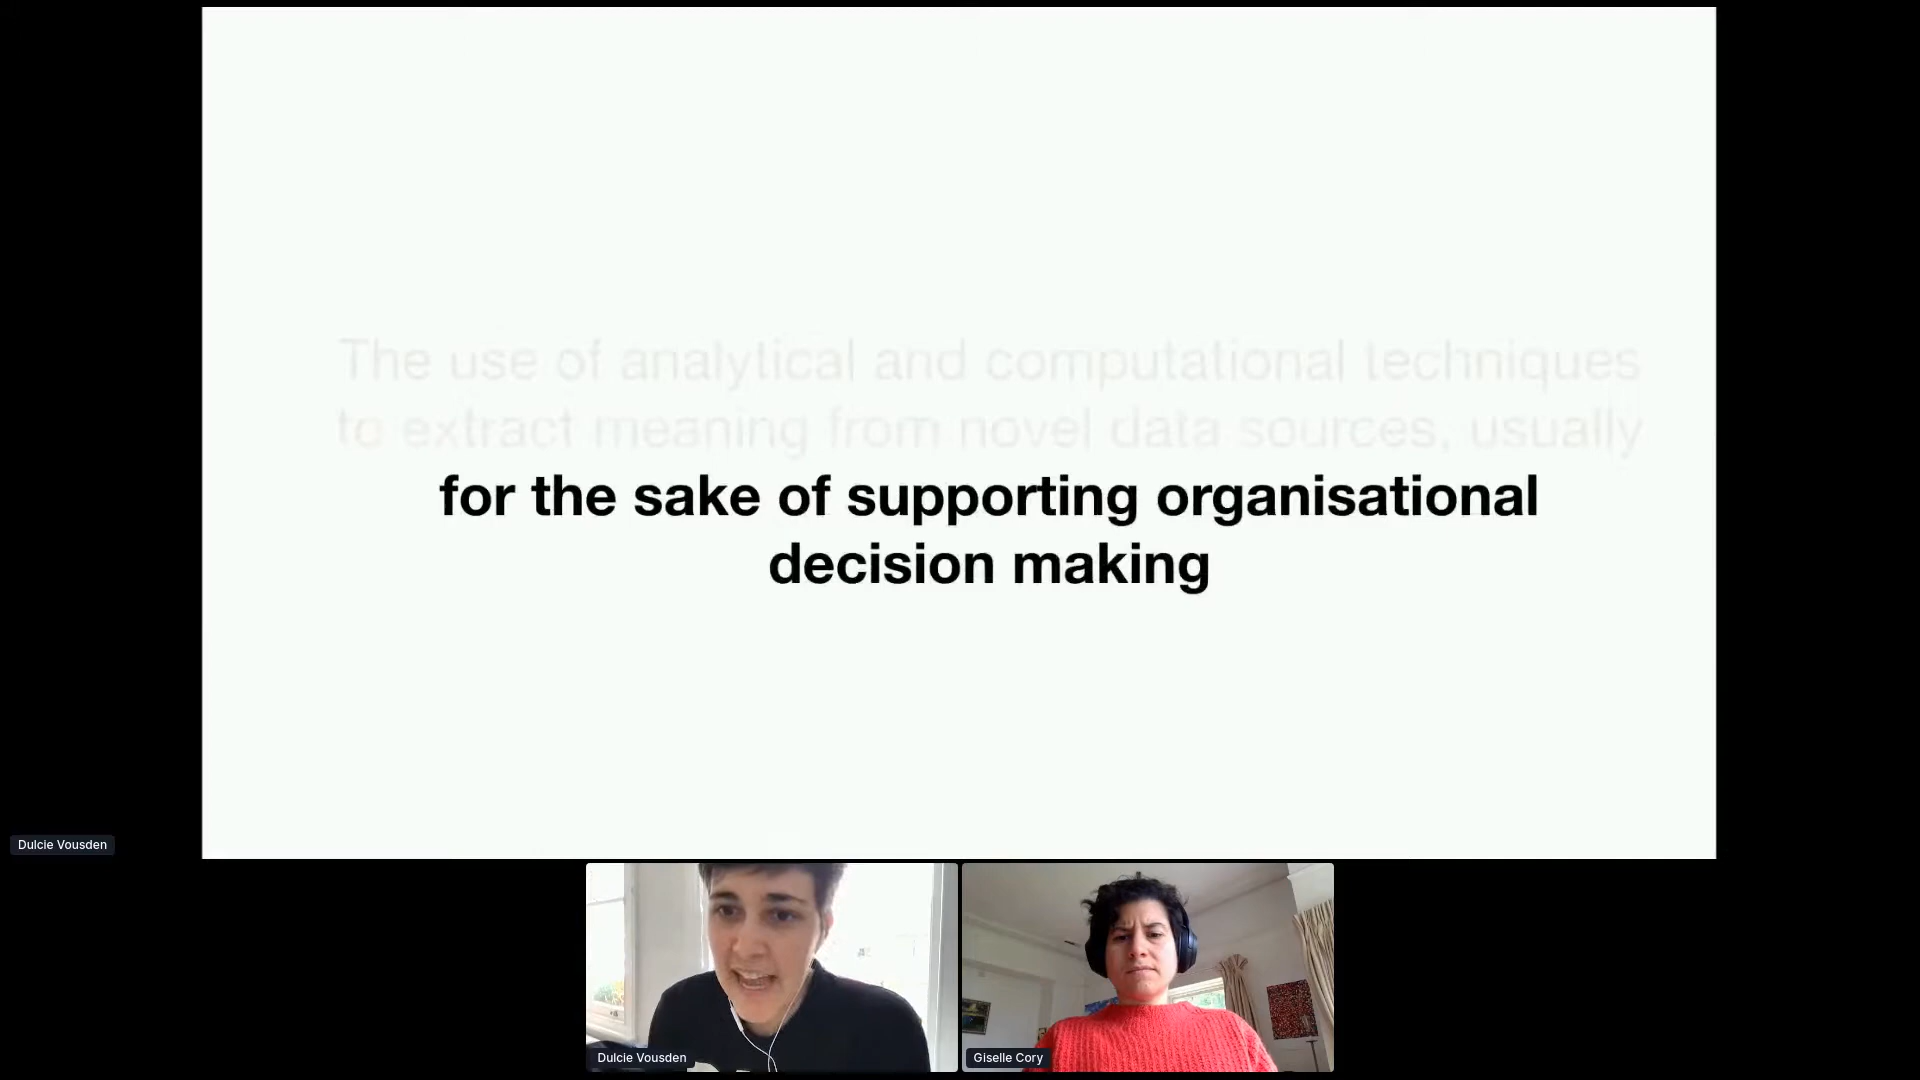 The use of analytical and computational techniques
to extract meaning from novel data sources, usually
for the sake of supporting organisational
decision making
Dulcie Vousden
Dulcie Vousden
Giselle Cory